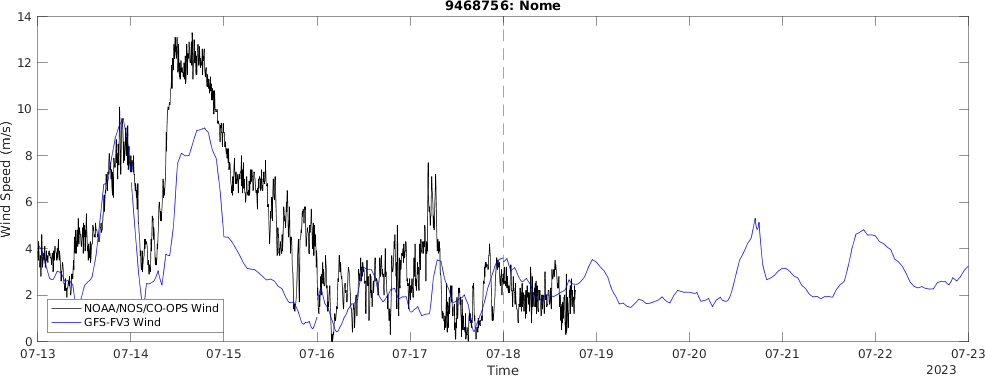 9468756: Nome
14
12
10
8
6
4
2
0
Wind Speed (m/s)
NOAA/NOS/CO-OPS Wind
GFS-FV3 Wind
07-13 07-14 07-15 07-16 07-17 07-18 07-19 07-20 07-21 07-22 07-23
Time
2023